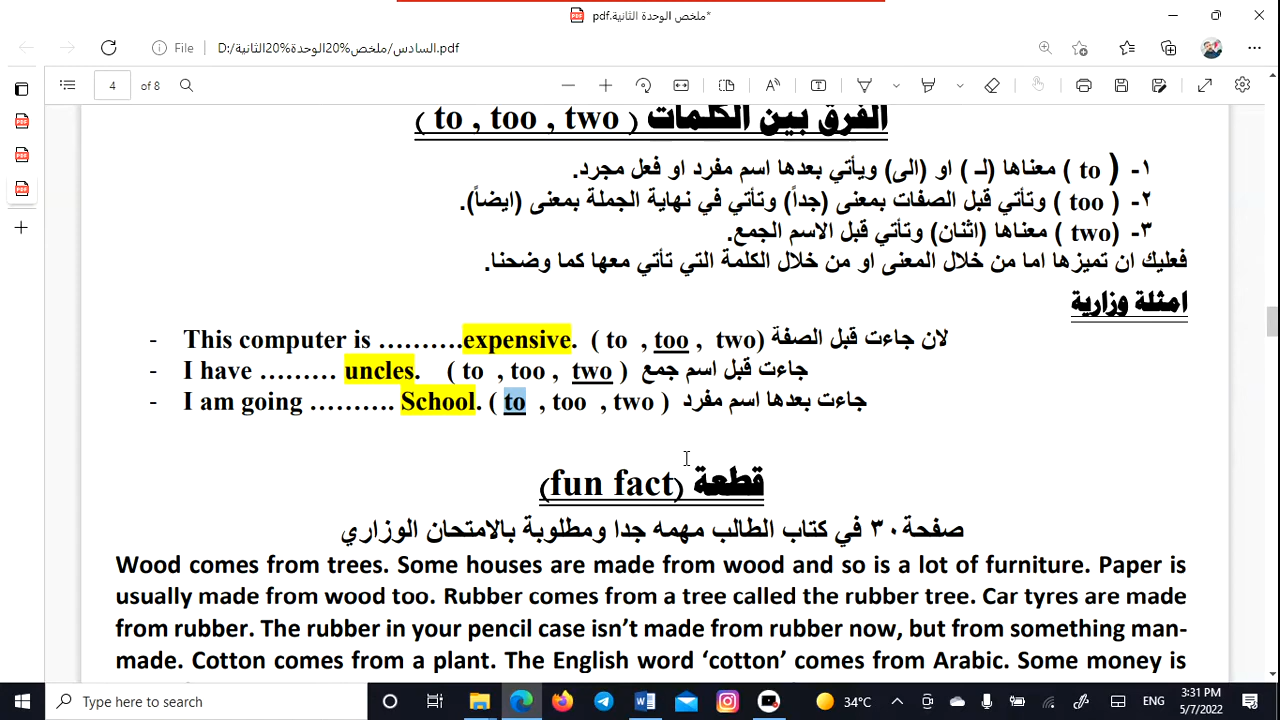 *ملخص الوحدة الثانية.pdf
File D:/السادس/ملخص%20الوحدة%20الثانية.pdf
4 of 8
الفرق بين الكلمات ( to , too , two )
١- ( to ) معناها (لـ ) او (الى) ويأتي بعدها اسم مفرد او فعل مجرد.
٢- ( too ) وتأتي قبل الصفات بمعنى (جداً) وتأتي في نهاية الجملة بمعنى (ايضاً).
٣- (two ) معناها (اثنان) وتأتي قبل الاسم الجمع.
فعليك ان تميزها اما من خلال المعنى او من خلال الكلمة التي تأتي معها كما وضحنا.
امثلة وزارية
- This computer is ……….expensive. ( to , too , two) لان جاءت قبل الصفة
- I have ……… uncles. ( to , too , two ) جاءت قبل اسم جمع
- I am going ………. School. ( to , too , two ) جاءت بعدها اسم مفرد
قطعة (fun fact)
صفحة٣٠ في كتاب الطالب مهمه جدا ومطلوبة بالامتحان الوزاري
Wood comes from trees. Some houses are made from wood and so is a lot of furniture. Paper is
usually made from wood too. Rubber comes from a tree called the rubber tree. Car tyres are made
from rubber. The rubber in your pencil case isn't made from rubber now, but from something man-
made. Cotton comes from a plant. The English word 'cotton' comes from Arabic. Some money is
Type here to search
34°C
ENG
3:31 PM
5/7/2022